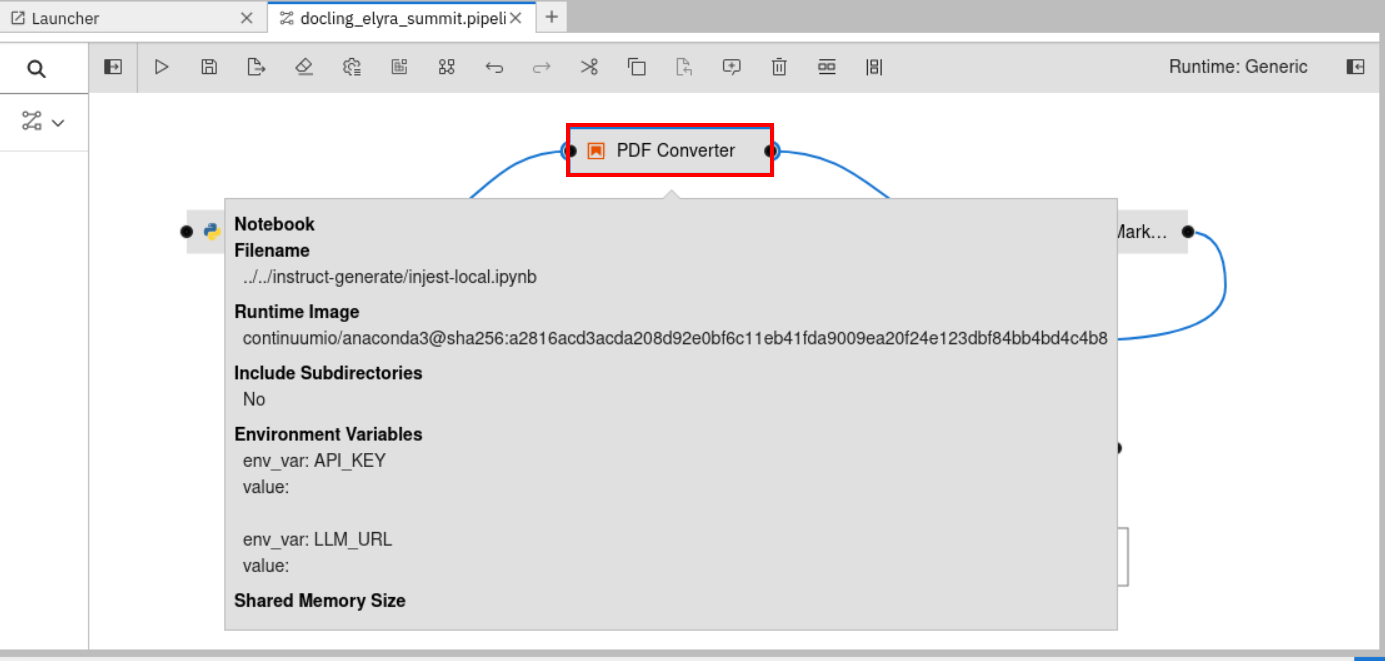 Launcher
docling_elyra_summit.pipeli
Runtime: Generic
PDF Converter
Mark...
Notebook
Filename
../../instruct-generate/injest-local.ipynb
Runtime Image
continuumio/anaconda3@sha256:a2816acd3acda208d92e0bf6c11eb41fda9009ea20f24e123dbf84bb4bd4c4b8
Include Subdirectories
No
Environment Variables
env_var: API_KEY
value:
env_var: LLM_URL
value:
Shared Memory Size